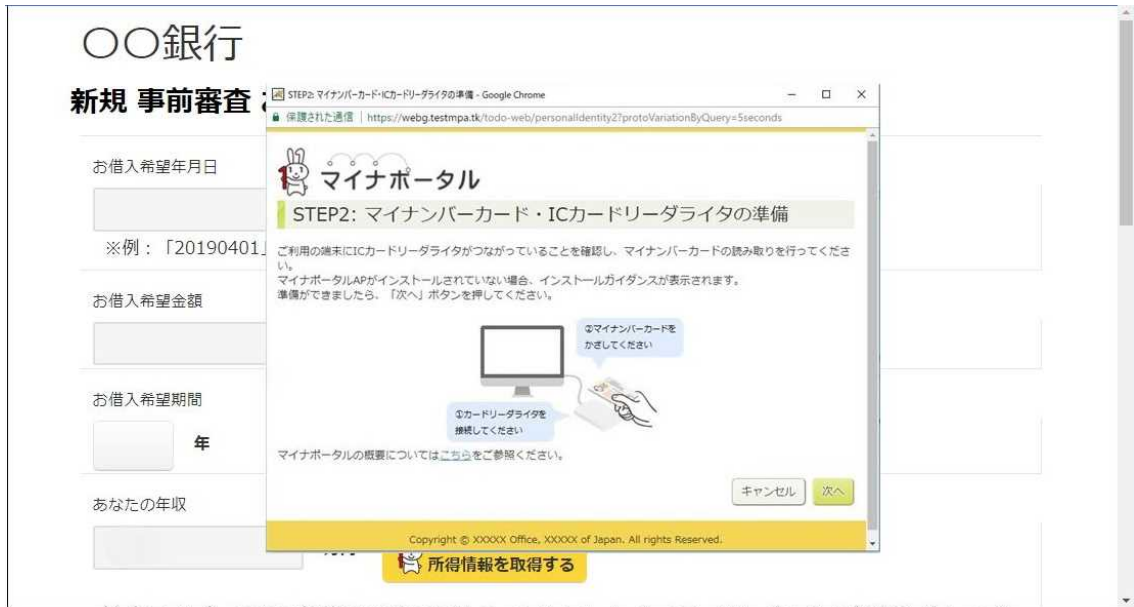 〇〇銀行
新規 事前審査
お借入希望年月日
※例：「20190401」
お借入希望金額
お借入希望期間
年
あなたの年収
STEP2: マイナンバーカード・ICカードリーダライタの準備 - Google Chrome
保護された通信 | https://webg.testmpa.tk/todo-web/personalIdentity2?protoVariationByQuery=5seconds
マイナポータル
STEP2: マイナンバーカード・ICカードリーダライタの準備
ご利用の端末にICカードリーダライタがつながっていることを確認し、マイナンバーカードの読み取りを行ってくださ
い。
マイナポータルAPがインストールされていない場合、インストールガイダンスが表示されます。
準備ができましたら、「次へ」ボタンを押してください。
②マイナンバーカードを
かざしてください
①カードリーダライタを
接続してください
マイナポータルの概要についてはこちらをご参照ください。
キャンセル
次へ
Copyright © XXXXX Office, XXXXX of Japan. All rights Reserved.
所得情報を取得する